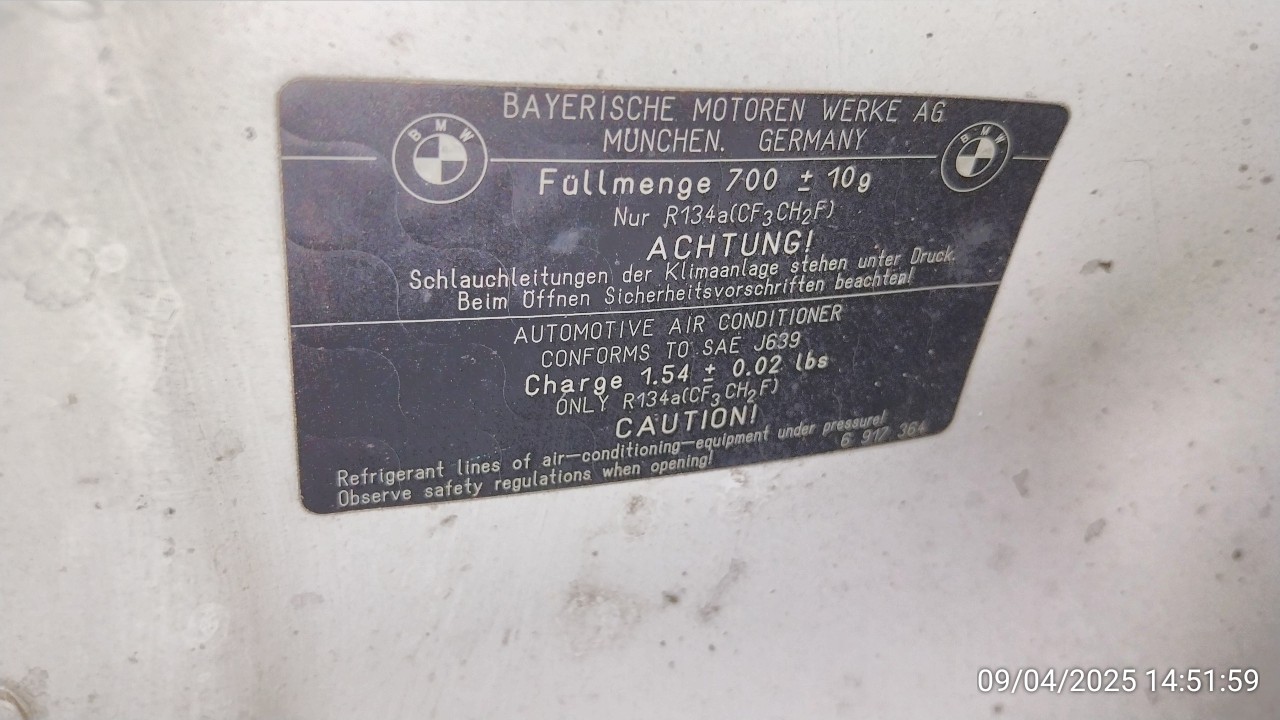 BAYERISCHE MOTOREN WERKE AG
MÜNCHEN. GERMANY
BMW
BMW
Füllmenge 700 ± 10g
Nur R134a(CF₃CH₂F)
ACHTUNG!
Schlauchleitungen der Klimaanlage stehen unter Druck.
Beim Öffnen Sicherheitsvorschriften beachten!
AUTOMOTIVE AIR CONDITIONER
CONFORMS TO SAE J639
Charge 1.54 ± 0.02 lbs
ONLY R134a(CF₃CH₂F)
CAUTION!
Refrigerant lines of air-conditioning-equipment under pressure!
Observe safety regulations when opening!
6 917 364
09/04/2025 14:51:59